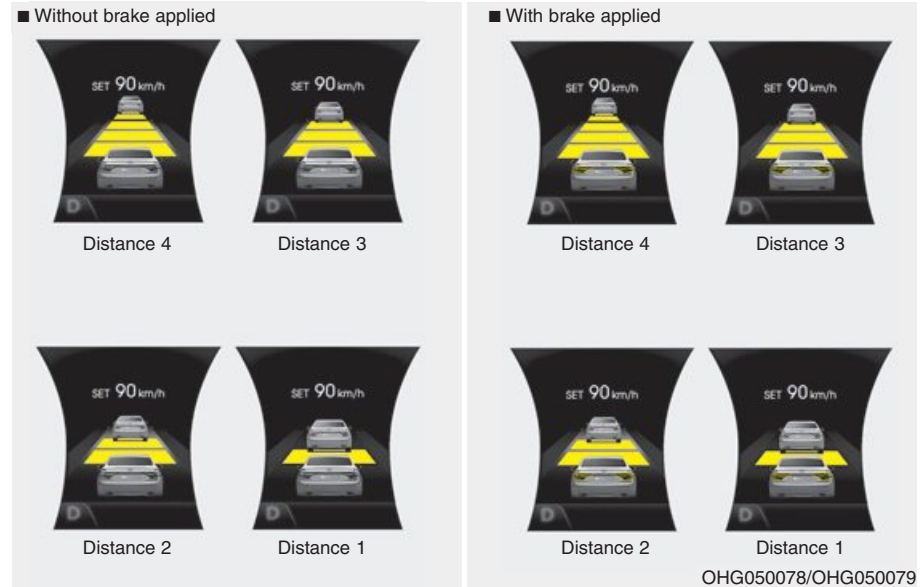 ■ Without brake applied
SET 90 km/h
SET 90 km/h
D
D
Distance 4
Distance 3
SET 90 km/h
SET 90 km/h
D
D
Distance 2
Distance 1
■ With brake applied
SET 90 km/h
SET 90 km/h
D
D
Distance 4
Distance 3
SET 90 km/h
SET 90 km/h
D
D
Distance 2
Distance 1
OHG050078/OHG050079